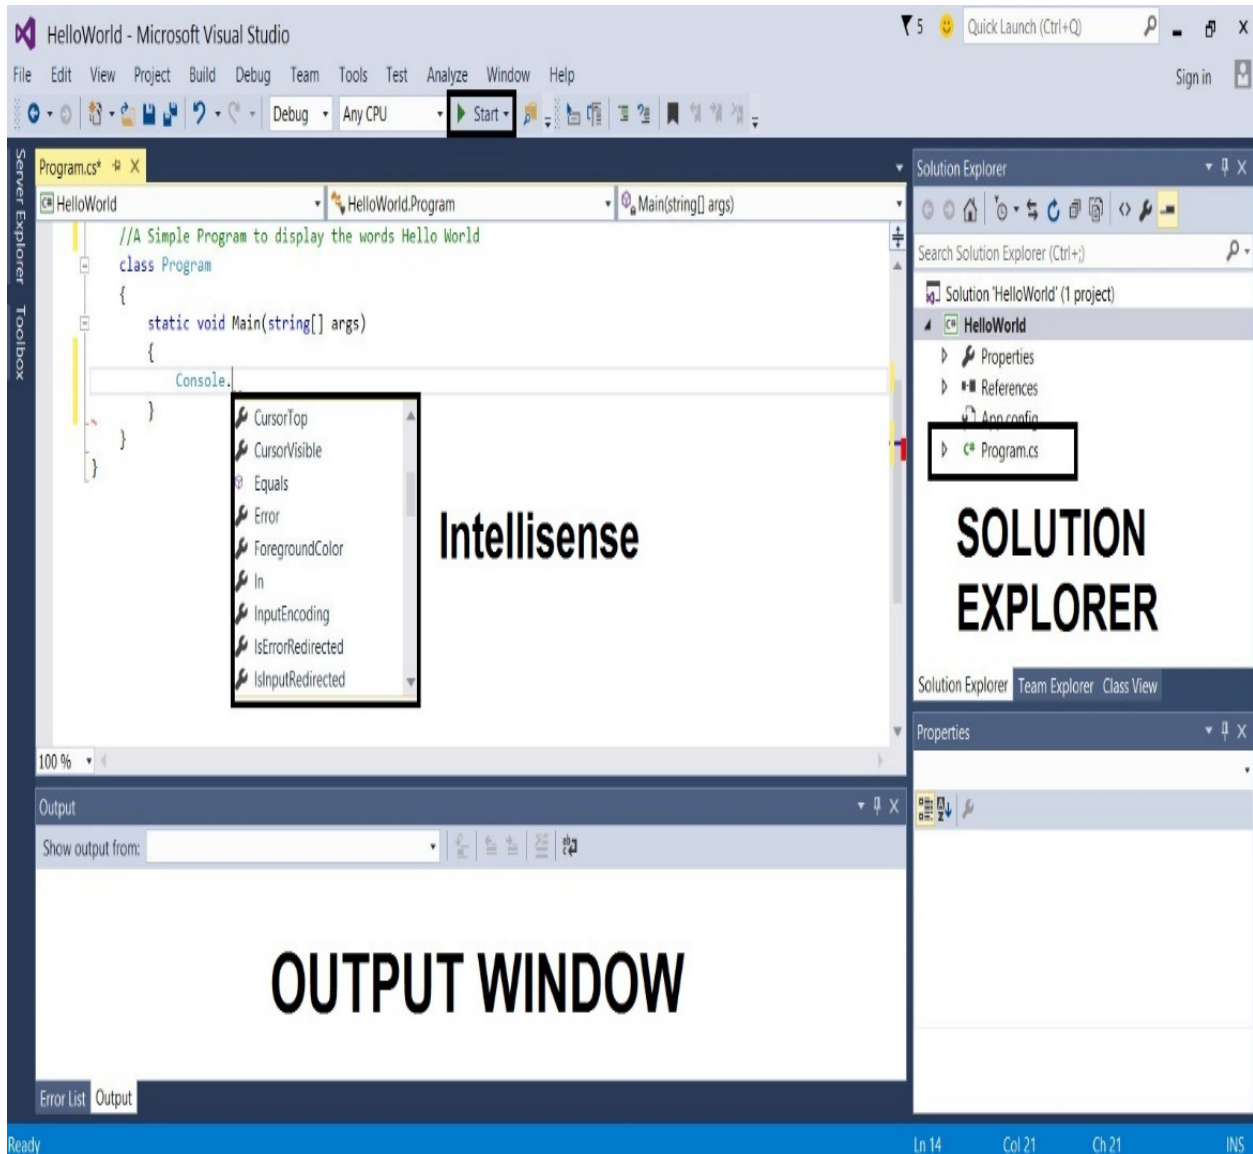 HelloWorld - Microsoft Visual Studio
5
Quick Launch (Ctrl+Q)
File Edit View Project Build Debug Team Tools Test Analyze Window Help
Sign in
Debug Any CPU Start
Server Explorer
Toolbox
Program.cs*
HelloWorld HelloWorld.Program Main(string[] args)
//A Simple Program to display the words Hello World
class Program
{
static void Main(string[] args)
{
Console.
}
}
}
CursorTop
CursorVisible
Equals
Error
ForegroundColor
In
InputEncoding
IsErrorRedirected
IsInputRedirected
Intellisense
100 %
Output
Show output from:
OUTPUT WINDOW
Error List Output
Solution Explorer
Search Solution Explorer (Ctrl+;)
Solution 'HelloWorld' (1 project)
C# HelloWorld
Properties
References
App.config
C# Program.cs
SOLUTION
EXPLORER
Solution Explorer Team Explorer Class View
Properties
Ready
Ln 14 Col 21 Ch 21 INS